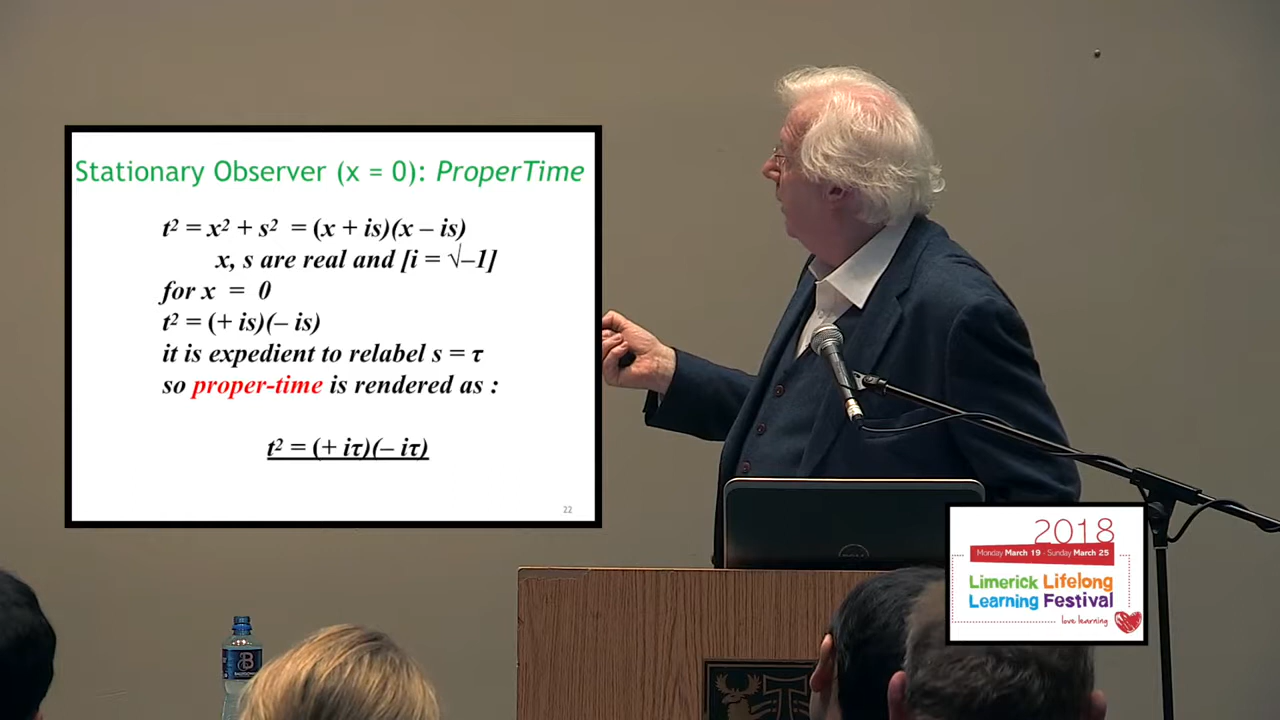 Stationary Observer (x = 0): ProperTime
t² = x² + s² = (x + is)(x – is)
x, s are real and [i = √–1]
for x = 0
t² = (+ is)(– is)
it is expedient to relabel s = τ
so proper-time is rendered as :
t² = (+ iτ)(– iτ)
22
2018
Monday March 19 - Sunday March 25
Limerick Lifelong
Learning Festival
love learning